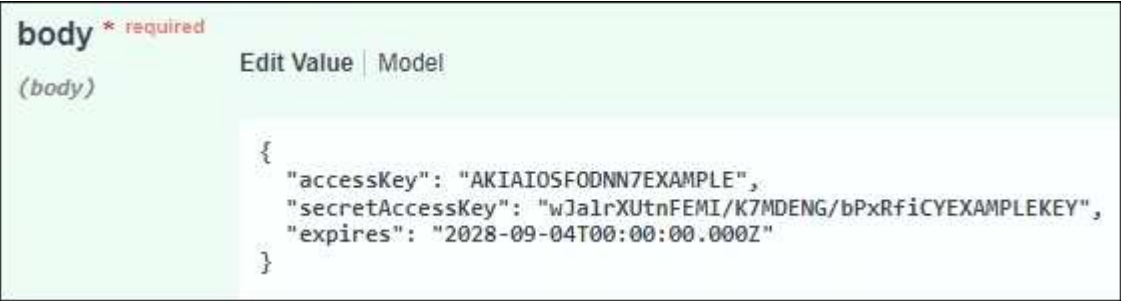 body * required
Edit Value | Model
(body)
{
"accessKey": "AKIAIOSFODNN7EXAMPLE",
"secretAccessKey": "wJalrXUtnFEMI/K7MDENG/bPxRfiCYEXAMPLEKEY",
"expires": "2028-09-04T00:00:00.000Z"
}